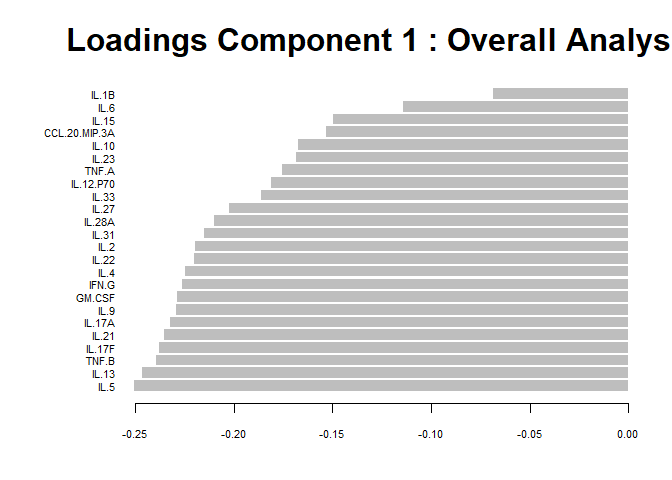 Loadings Component 1 : Overall Analys
IL.1B
IL.6
IL.15
CCL.20.MIP.3A
IL.10
IL.23
TNF.A
IL.12.P70
IL.33
IL.27
IL.28A
IL.31
IL.2
IL.22
IL.4
IFN.G
GM.CSF
IL.9
IL.17A
IL.21
IL.17F
TNF.B
IL.13
IL.5
-0.25 -0.20 -0.15 -0.10 -0.05 0.00